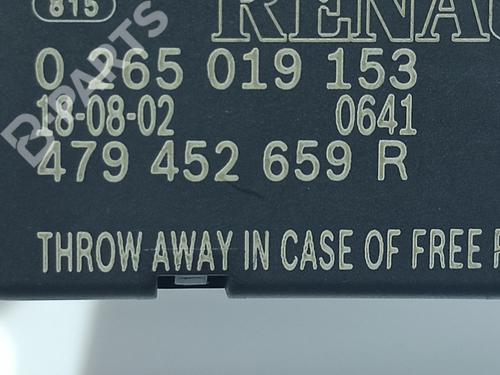 815
RENAU
B-PARTS
0 265 019 153
18-08-02 0641
479 452 659 R
THROW AWAY IN CASE OF FREE